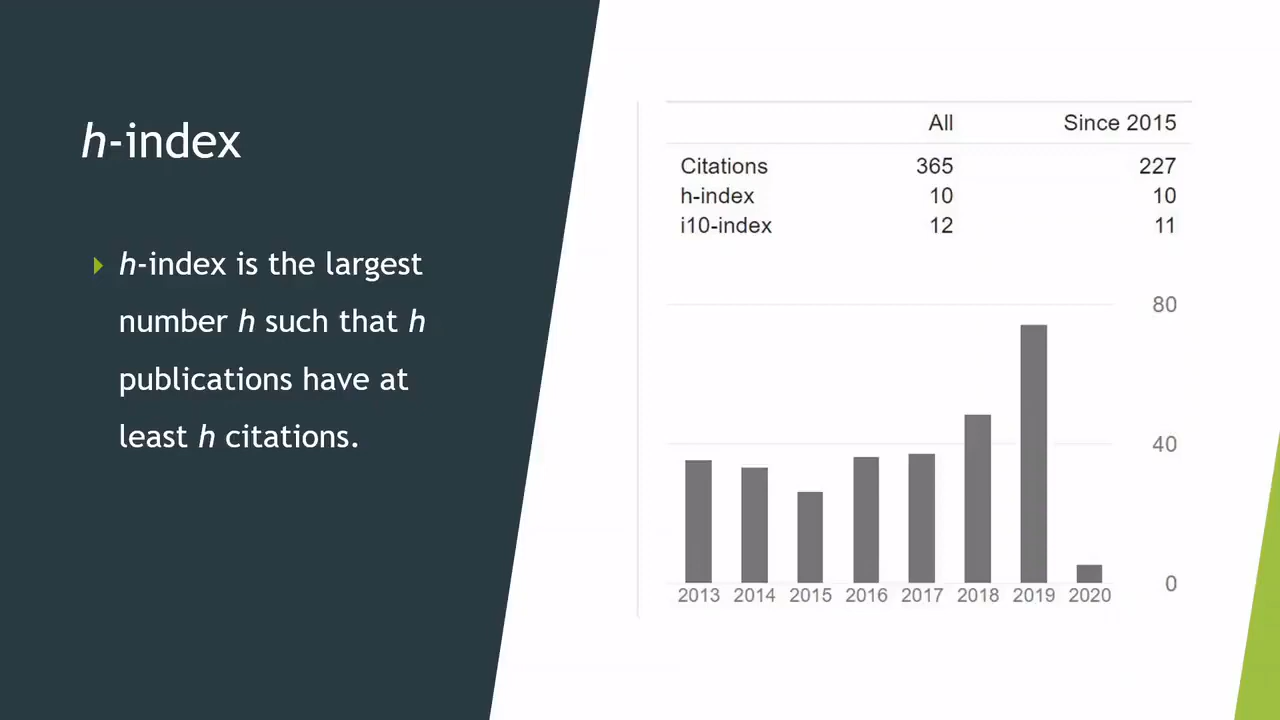 h-index
h-index is the largest
number h such that h
publications have at
least h citations.
All Since 2015
Citations 365 227
h-index 10 10
i10-index 12 11
80
40
0
2013 2014 2015 2016 2017 2018 2019 2020